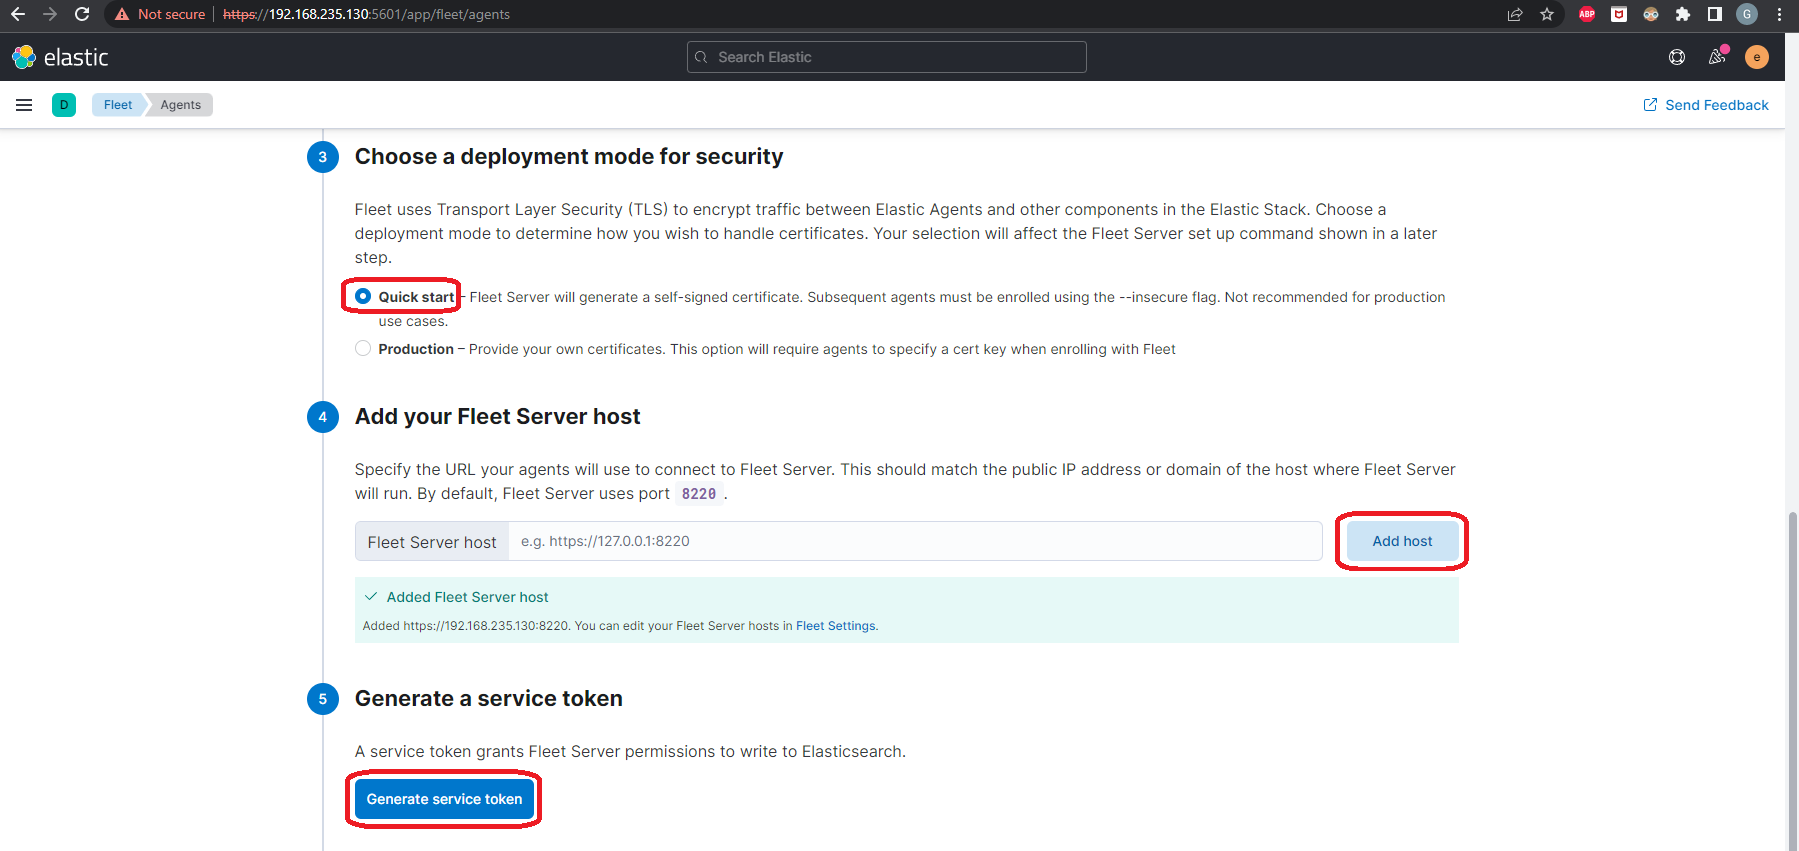 Not secure https://192.168.235.130:5601/app/fleet/agents ABP G
elastic Search Elastic e
D Fleet Agents Send Feedback
3 Choose a deployment mode for security
Fleet uses Transport Layer Security (TLS) to encrypt traffic between Elastic Agents and other components in the Elastic Stack. Choose a
deployment mode to determine how you wish to handle certificates. Your selection will affect the Fleet Server set up command shown in a later
step.
Quick start – Fleet Server will generate a self-signed certificate. Subsequent agents must be enrolled using the --insecure flag. Not recommended for production
use cases.
Production – Provide your own certificates. This option will require agents to specify a cert key when enrolling with Fleet
4 Add your Fleet Server host
Specify the URL your agents will use to connect to Fleet Server. This should match the public IP address or domain of the host where Fleet Server
will run. By default, Fleet Server uses port 8220 .
Fleet Server host e.g. https://127.0.0.1:8220 Add host
Added Fleet Server host
Added https://192.168.235.130:8220. You can edit your Fleet Server hosts in Fleet Settings.
5 Generate a service token
A service token grants Fleet Server permissions to write to Elasticsearch.
Generate service token